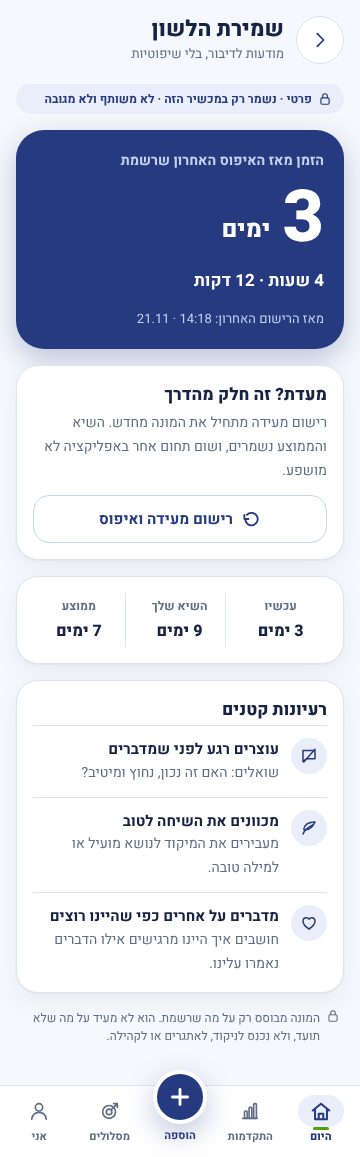 שמירת הלשון
מודעות לדיבור, בלי שיפוטיות
פרטי · נשמר רק במכשיר הזה · לא משותף ולא מגובה
הזמן מאז האיפוס האחרון שרשמת
3 ימים
4 שעות · 12 דקות
מאז הרישום האחרון: 14:18 · 21.11
מעדת? זה חלק מהדרך
רישום מעידה מתחיל את המונה מחדש. השיא
והממוצע נשמרים, ושום תחום אחר באפליקציה לא
מושפע.
רישום מעידה ואיפוס
עכשיו
3 ימים
השיא שלך
9 ימים
ממוצע
7 ימים
רעיונות קטנים
עוצרים רגע לפני שמדברים
שואלים: האם זה נכון, נחוץ ומיטיב?
מכוונים את השיחה לטוב
מעבירים את המיקוד לנושא מועיל או
למילה טובה.
מדברים על אחרים כפי שהיינו רוצים
חושבים איך היינו מרגישים אילו הדברים
נאמרו עלינו.
המונה מבוסס רק על מה שרשמת. הוא לא מעיד על מה שלא
תועד, ולא נכנס לניקוד, לאתגרים או לקהילה.
היום
התקדמות
הוספה
מסלולים
אני